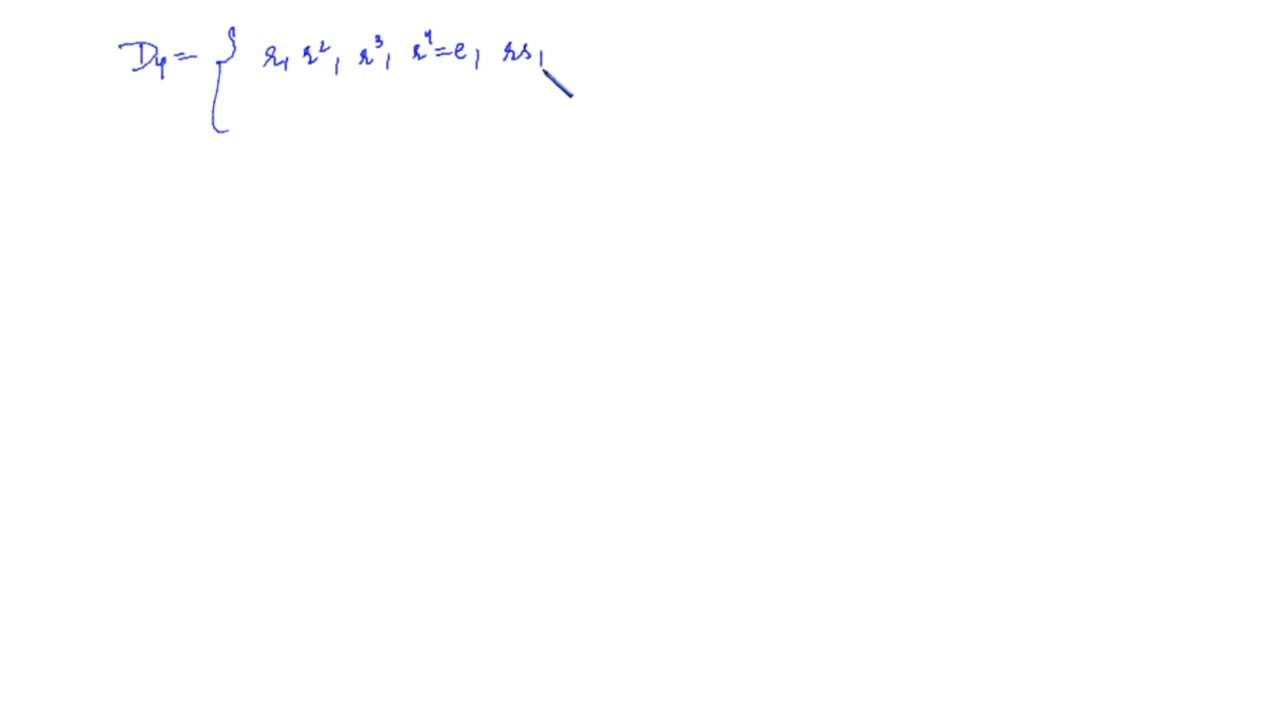 D₄ = { r, r², r³, r⁴=e, rs,